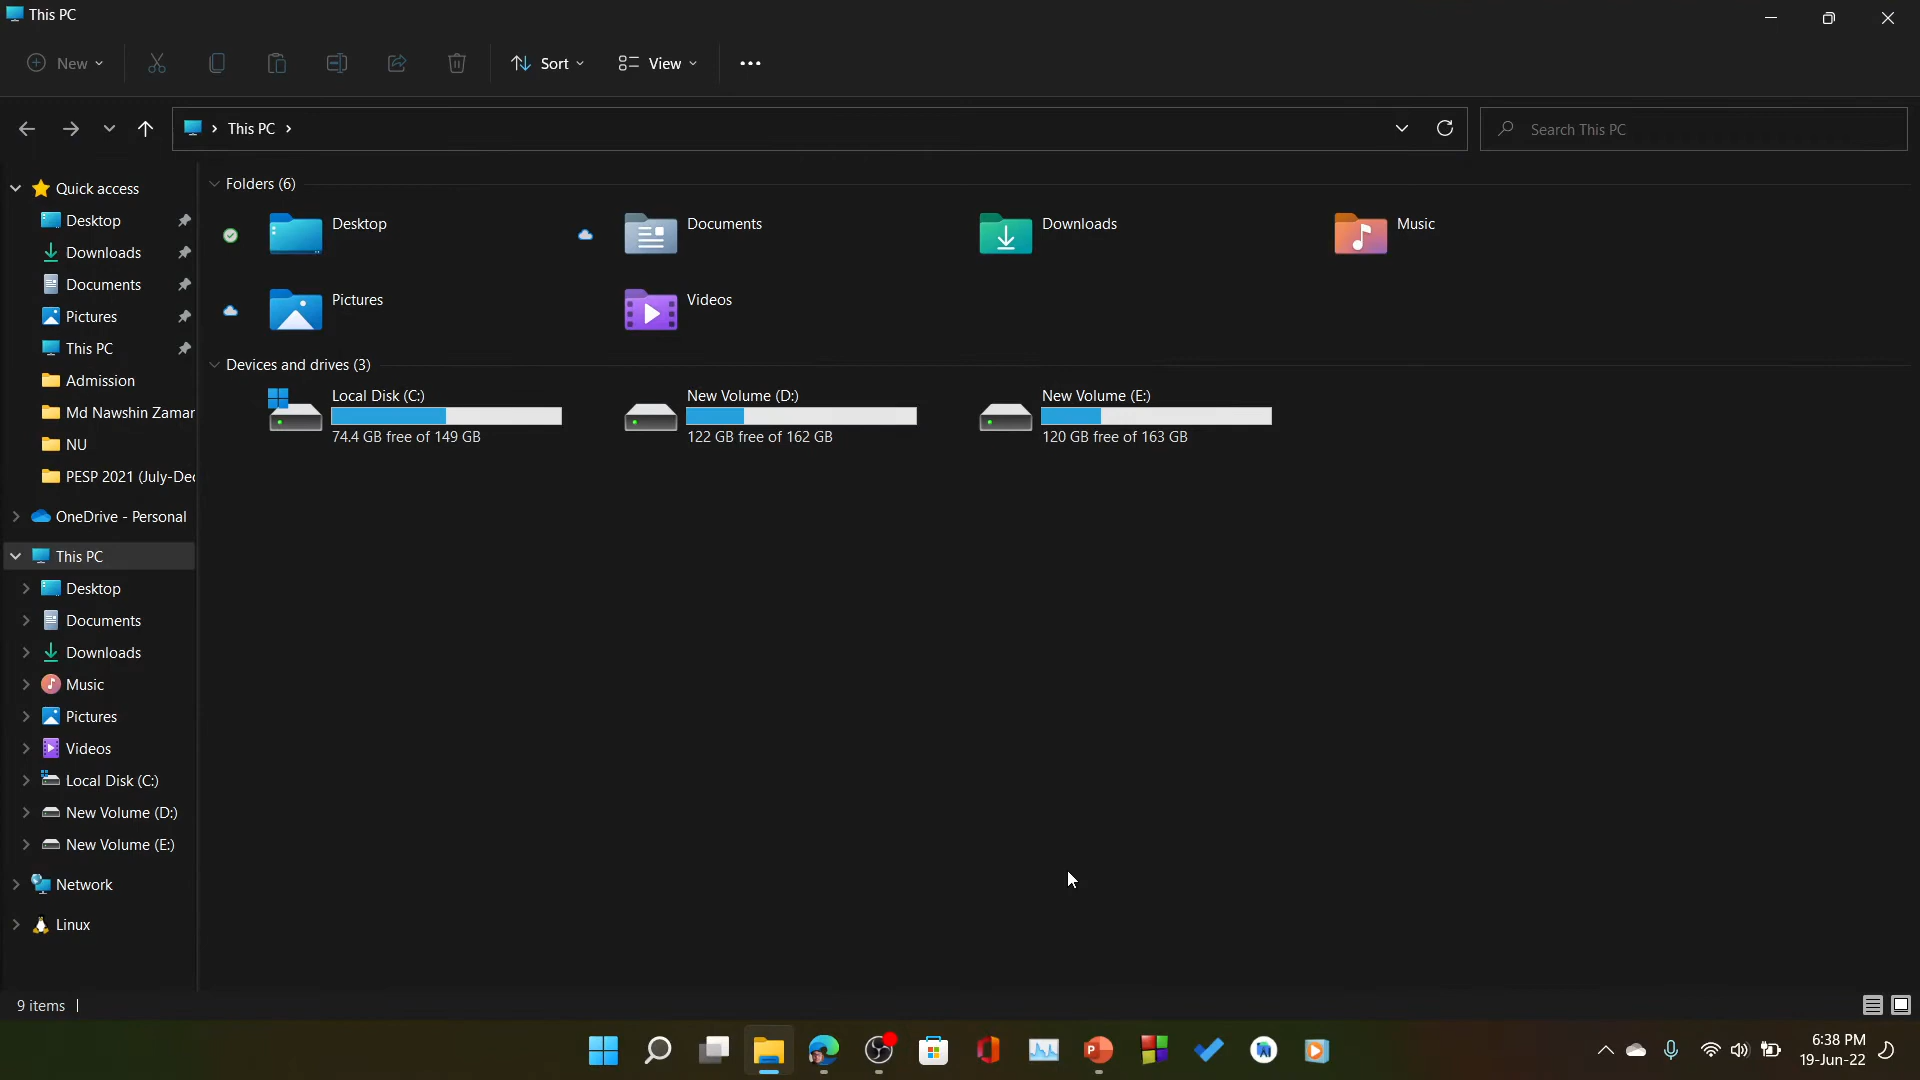 This PC
New
Sort
View
This PC
Search This PC
Quick access
Desktop
Downloads
Documents
Pictures
This PC
Admission
Md Nawshin Zamar
NU
PESP 2021 (July-Dec
OneDrive - Personal
This PC
Desktop
Documents
Downloads
Music
Pictures
Videos
Local Disk (C:)
New Volume (D:)
New Volume (E:)
Network
Linux
Folders (6)
Desktop
Documents
Downloads
Music
Pictures
Videos
Devices and drives (3)
Local Disk (C:)
74.4 GB free of 149 GB
New Volume (D:)
122 GB free of 162 GB
New Volume (E:)
120 GB free of 163 GB
9 items
6:38 PM
19-Jun-22